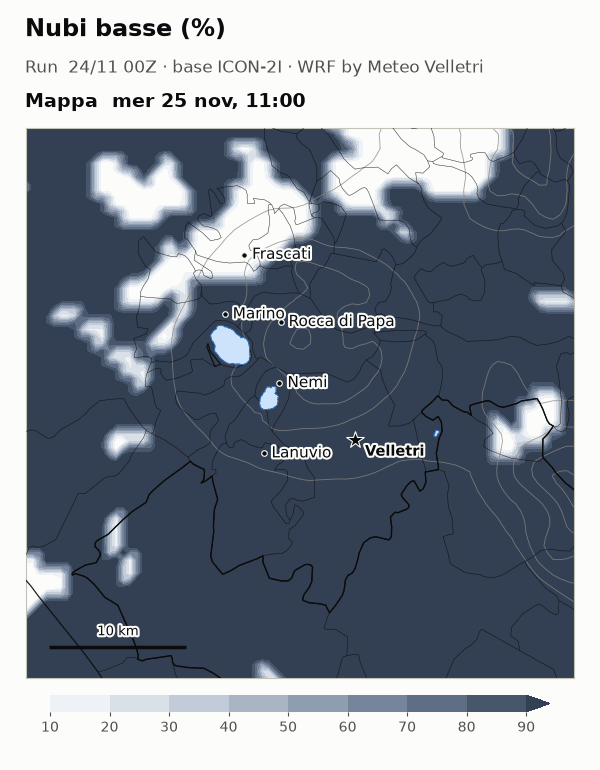 Nubi basse (%)
Run  24/11 00Z · base ICON-2I · WRF by Meteo Velletri
Mappa  mer 25 nov, 11:00
Frascati
Marino
Rocca di Papa
Nemi
Velletri
Lanuvio
10 km
10 20 30 40 50 60 70 80 90